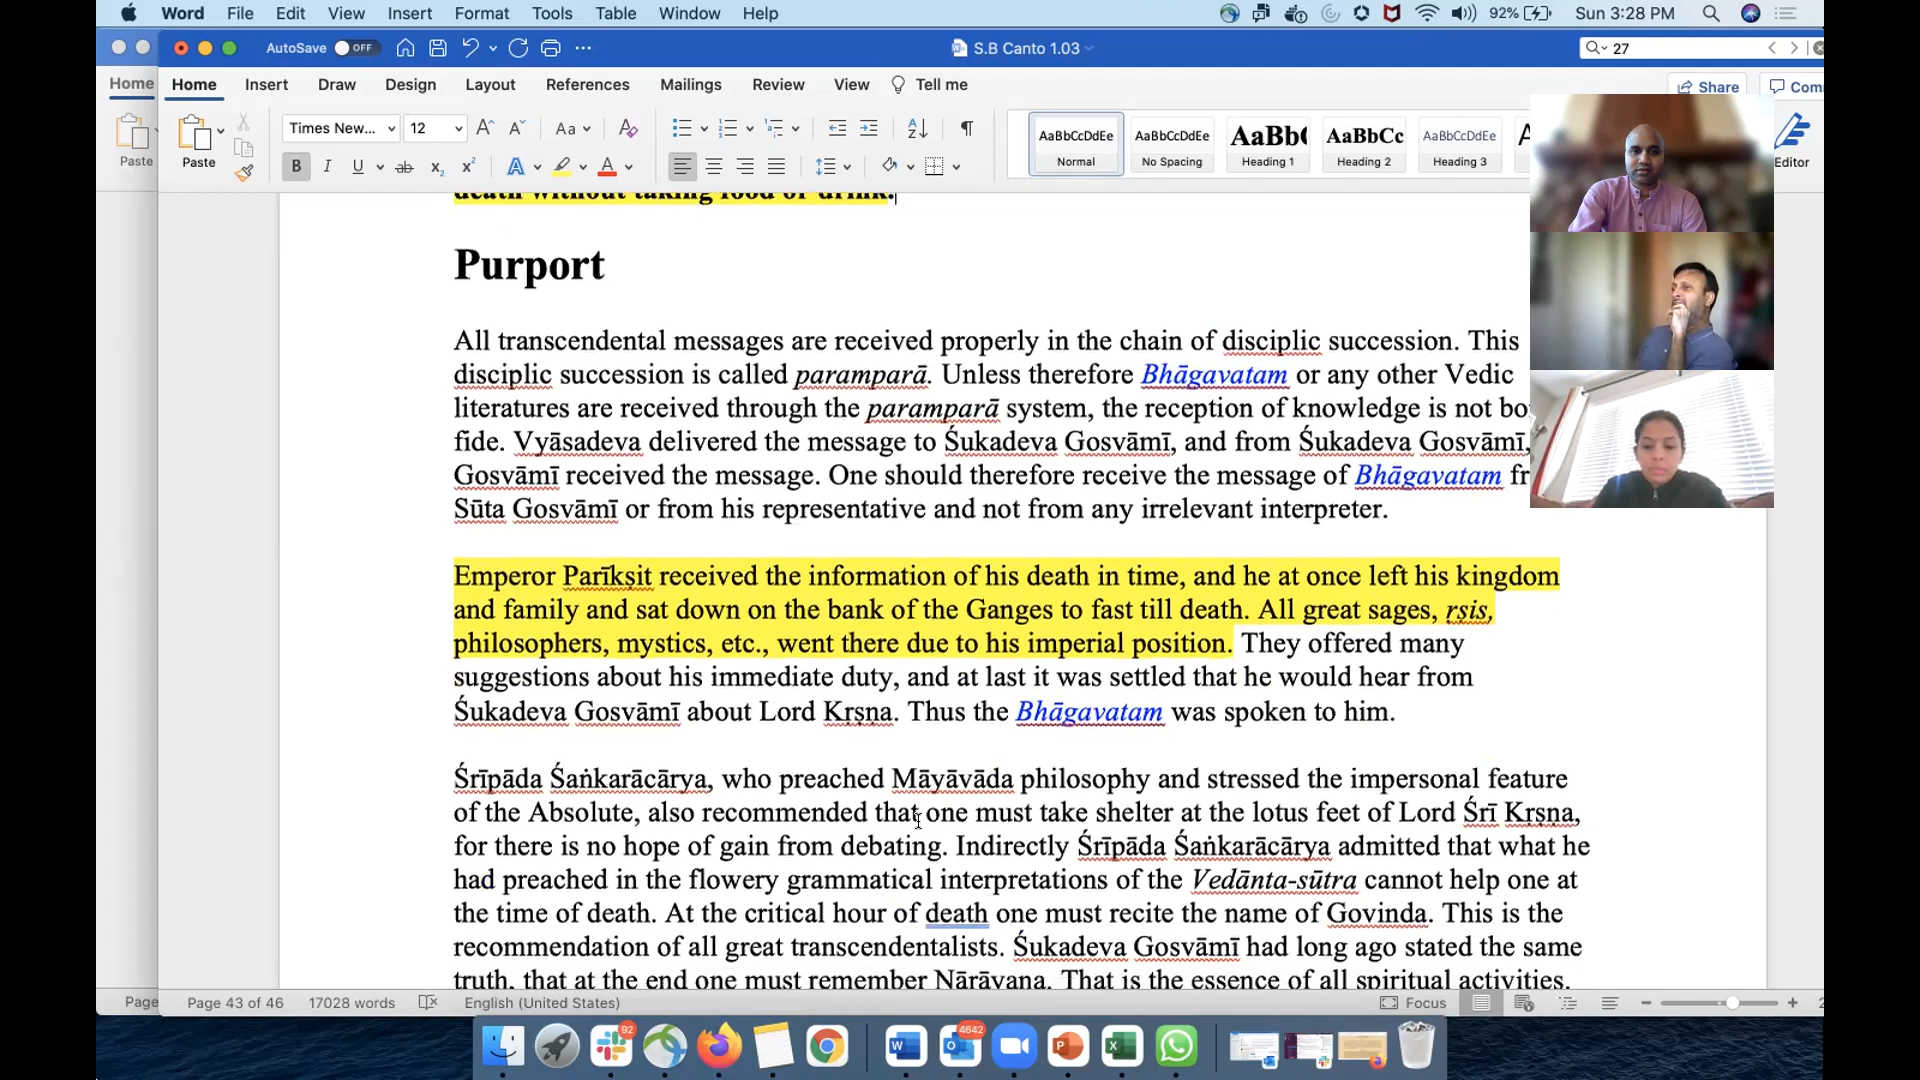 Word File Edit View Insert Format Tools Table Window Help 92% Sun 3:28 PM
AutoSave OFF S.B Canto 1.03 27
Home Home Insert Draw Design Layout References Mailings Review View Tell me Share Com
Paste Paste Times New... 12 Aa AaBbCcDdEe AaBbCcDdEe AaBb( AaBbCc AaBbCcDdEe
B I U ab x₂ x² A A Normal No Spacing Heading 1 Heading 2 Heading 3 Editor
death without taking food or drink.
Purport
All transcendental messages are received properly in the chain of disciplic succession. This
disciplic succession is called paramparā. Unless therefore Bhāgavatam or any other Vedic
literatures are received through the paramparā system, the reception of knowledge is not bo
fide. Vyāsadeva delivered the message to Śukadeva Gosvāmī, and from Śukadeva Gosvāmī,
Gosvāmī received the message. One should therefore receive the message of Bhāgavatam fr
Sūta Gosvāmī or from his representative and not from any irrelevant interpreter.
Emperor Parīkṣit received the information of his death in time, and he at once left his kingdom
and family and sat down on the bank of the Ganges to fast till death. All great sages, ṛṣis,
philosophers, mystics, etc., went there due to his imperial position. They offered many
suggestions about his immediate duty, and at last it was settled that he would hear from
Śukadeva Gosvāmī about Lord Kṛṣṇa. Thus the Bhāgavatam was spoken to him.
Śrīpāda Śaṅkarācārya, who preached Māyāvāda philosophy and stressed the impersonal feature
of the Absolute, also recommended that one must take shelter at the lotus feet of Lord Śrī Kṛṣṇa,
for there is no hope of gain from debating. Indirectly Śrīpāda Śaṅkarācārya admitted that what he
had preached in the flowery grammatical interpretations of the Vedānta-sūtra cannot help one at
the time of death. At the critical hour of death one must recite the name of Govinda. This is the
recommendation of all great transcendentalists. Śukadeva Gosvāmī had long ago stated the same
truth, that at the end one must remember Nārāyaṇa. That is the essence of all spiritual activities.
Page Page 43 of 46 17028 words English (United States) Focus
92 4642